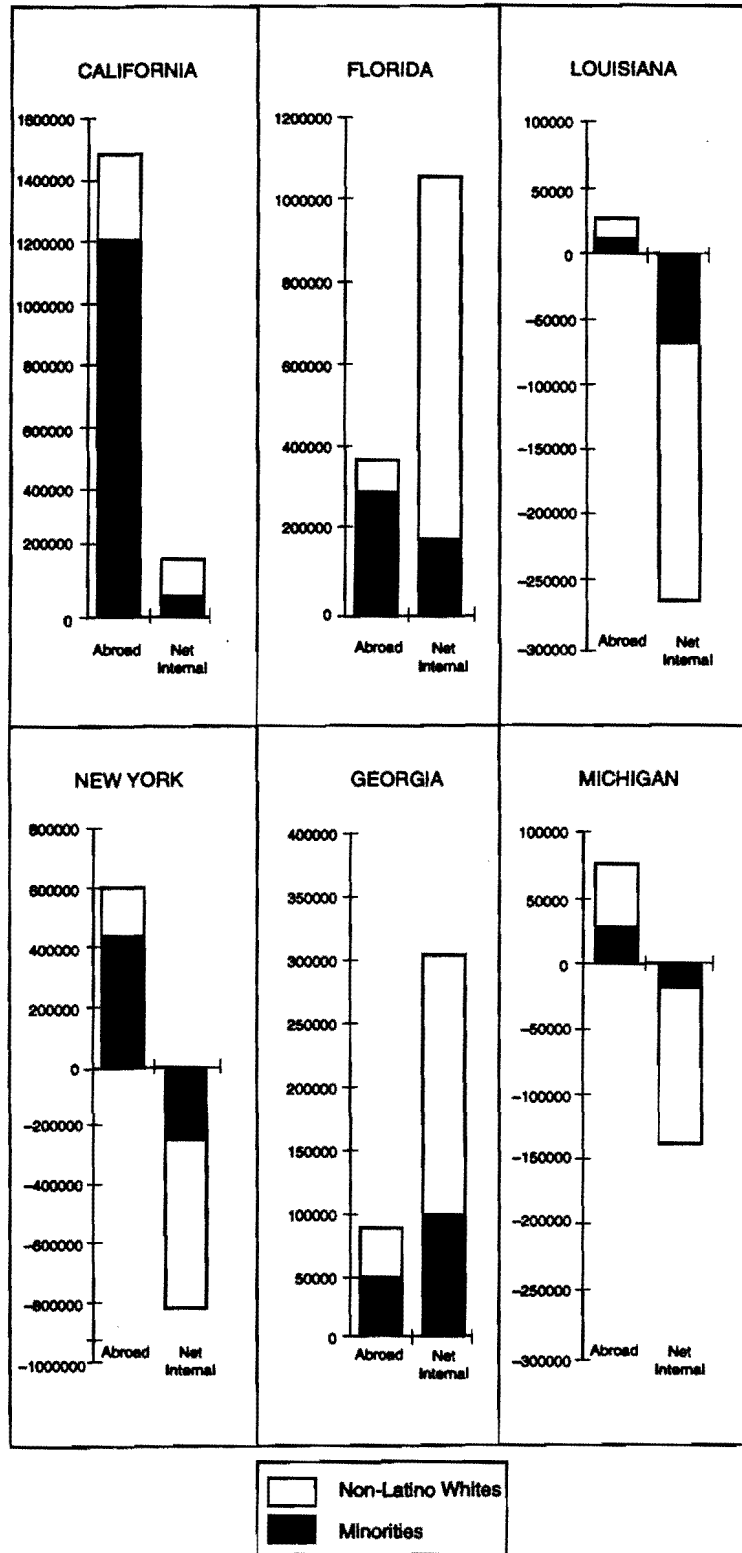 CALIFORNIA
1600000
1400000
1200000
1000000
800000
600000
400000
200000
0
Abroad
Net
Internal
FLORIDA
1200000
1000000
800000
600000
400000
200000
0
Abroad
Net
Internal
LOUISIANA
100000
50000
0
-50000
-100000
-150000
-200000
-250000
-300000
Abroad
Net
Internal
NEW YORK
800000
600000
400000
200000
0
-200000
-400000
-600000
-800000
-1000000
Abroad
Net
Internal
GEORGIA
400000
350000
300000
250000
200000
150000
100000
50000
0
Abroad
Net
Internal
MICHIGAN
100000
50000
0
-50000
-100000
-150000
-200000
-250000
-300000
Abroad
Net
Internal
Non-Latino Whites
Minorities